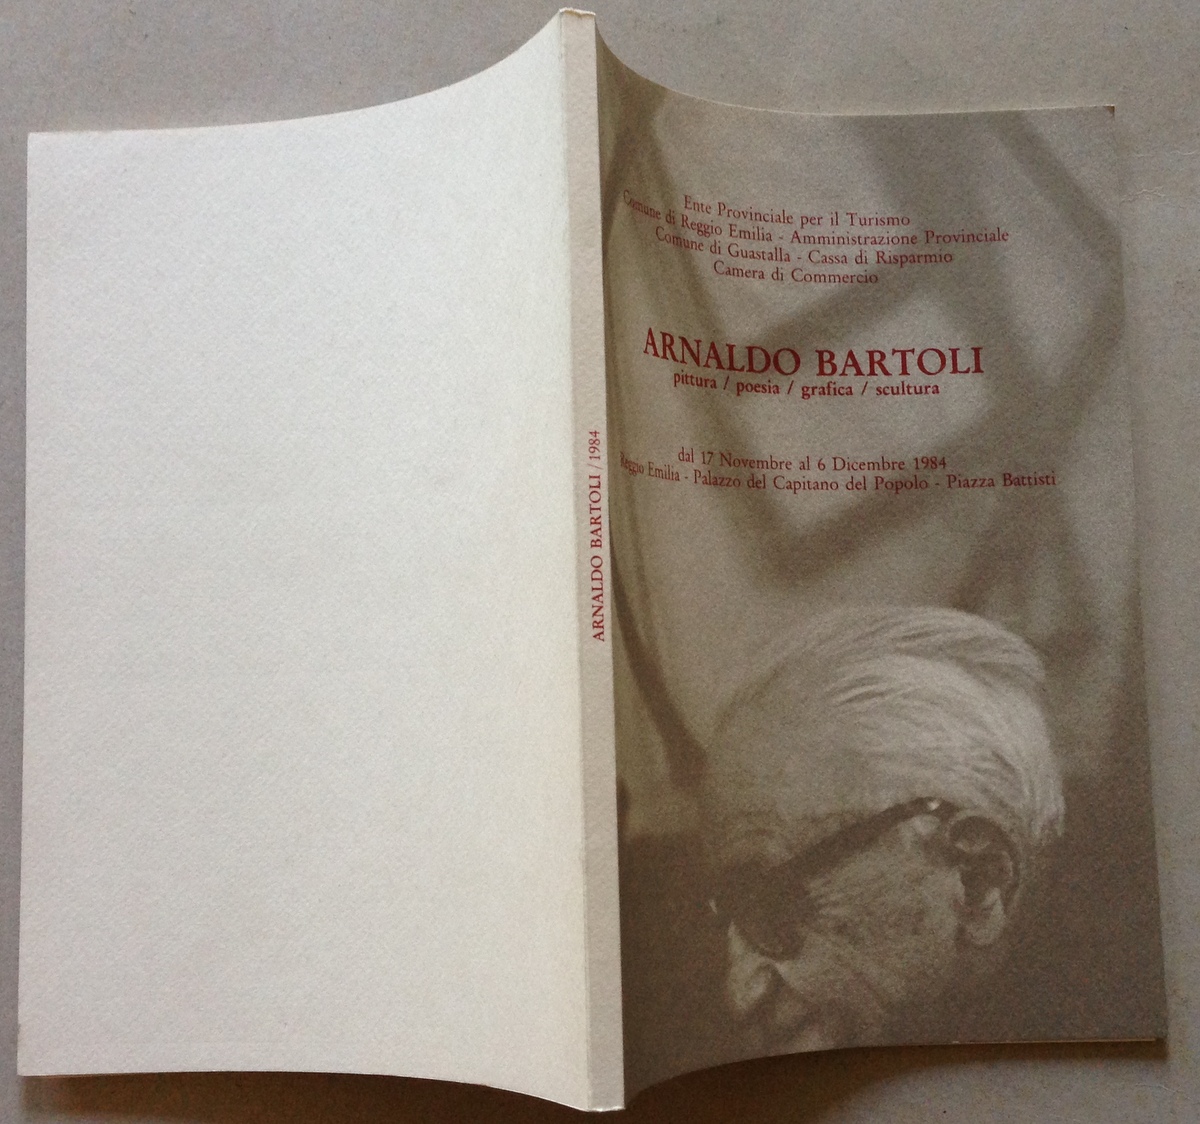 Ente Provinciale per il Turismo
Comune di Reggio Emilia - Amministrazione Provinciale
Comune di Guastalla - Cassa di Risparmio
Camera di Commercio
ARNALDO BARTOLI
pittura / poesia / grafica / scultura
dal 17 Novembre al 6 Dicembre 1984
Reggio Emilia - Palazzo del Capitano del Popolo - Piazza Battisti
ARNALDO BARTOLI / 1984